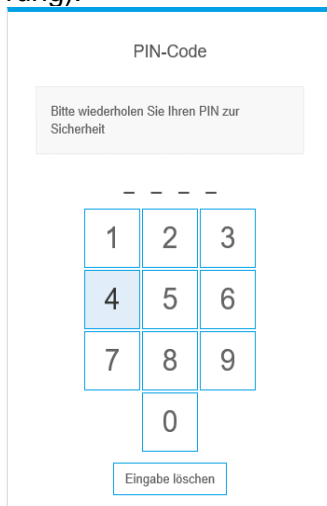 PIN-Code
Bitte wiederholen Sie Ihren PIN zur
Sicherheit
_ _ _ _
1 2 3
4 5 6
7 8 9
0
Eingabe löschen